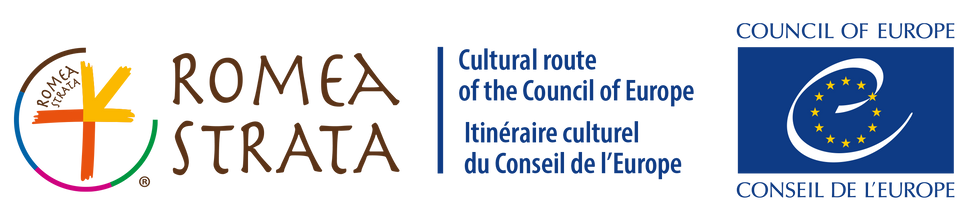 ROMEA
STRATA
®
ROMEA
STRATA
Cultural route
of the Council of Europe
Itinéraire culturel
du Conseil de l'Europe
COUNCIL OF EUROPE
CONSEIL DE L'EUROPE